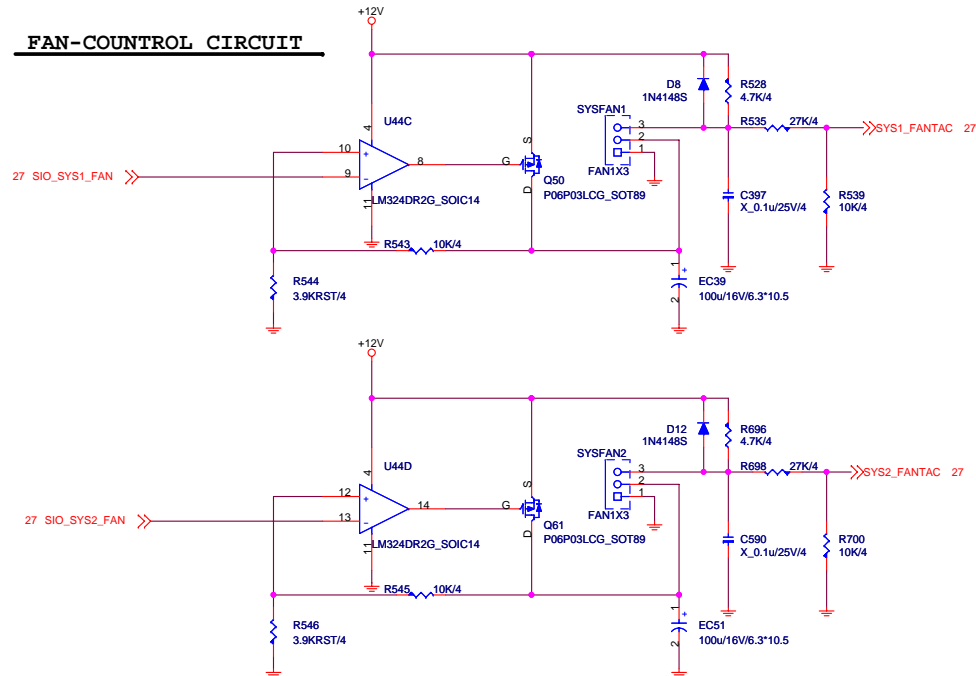 +12V
FAN-COUNTROL CIRCUIT
D8
1N4148S
R528
4.7K/4
SYSFAN1
U44C
4
3
2
1
R535
27K/4
SYS1_FANTAC 27
S
10
+
8
G
27 SIO_SYS1_FAN
9
-
FAN1X3
Q50
P06P03LCG_SOT89
D
11
LM324DR2G_SOIC14
C397
X_0.1u/25V/4
R539
10K/4
R543
10K/4
R544
3.9KRST/4
1
+
2
EC39
100u/16V/6.3*10.5
+12V
D12
1N4148S
R696
4.7K/4
SYSFAN2
U44D
4
3
2
1
R698
27K/4
SYS2_FANTAC 27
S
12
+
14
G
27 SIO_SYS2_FAN
13
-
FAN1X3
Q61
P06P03LCG_SOT89
D
11
LM324DR2G_SOIC14
C590
X_0.1u/25V/4
R700
10K/4
R545
10K/4
R546
3.9KRST/4
1
+
2
EC51
100u/16V/6.3*10.5